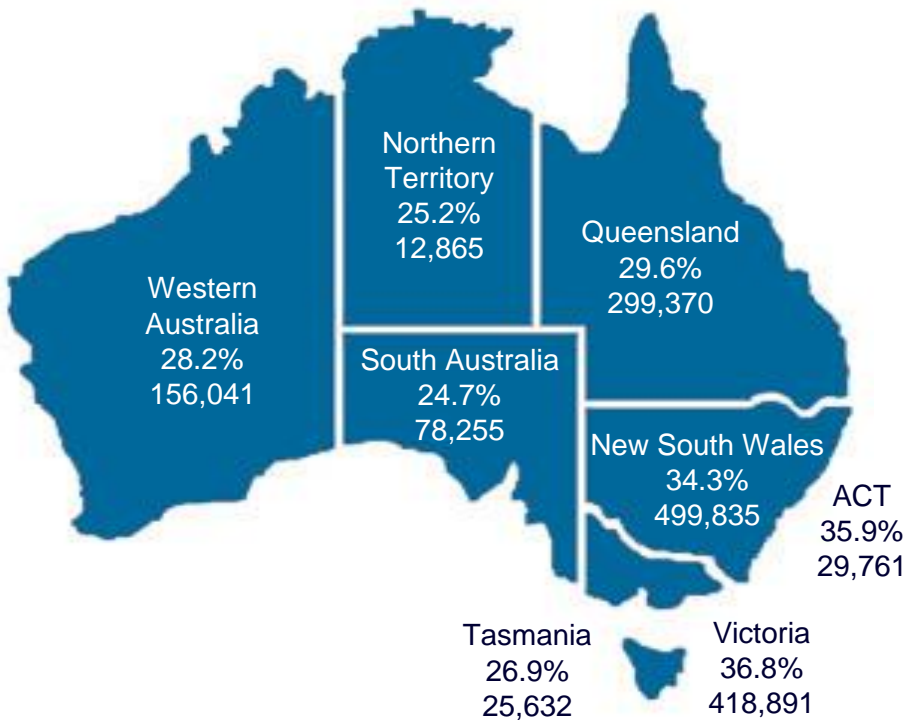 Northern
Territory
25.2%
12,865
Queensland
29.6%
299,370
Western
Australia
28.2%
156,041
South Australia
24.7%
78,255
New South Wales
34.3%
499,835
ACT
35.9%
29,761
Tasmania
26.9%
25,632
Victoria
36.8%
418,891